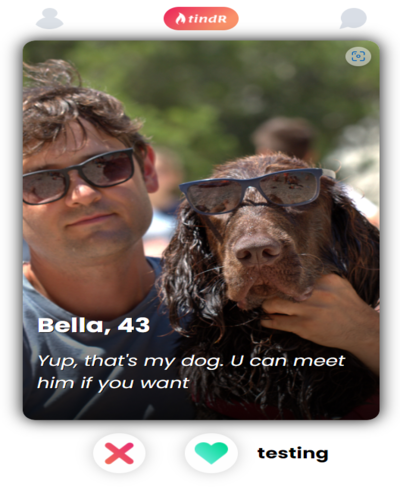 tindR
Bella, 43
Yup, that's my dog. U can meet
him if you want
testing